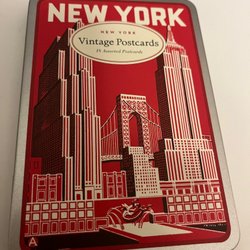 NEW YORK
NEW YORK
Vintage Postcards
18 Assorted Postcards
A